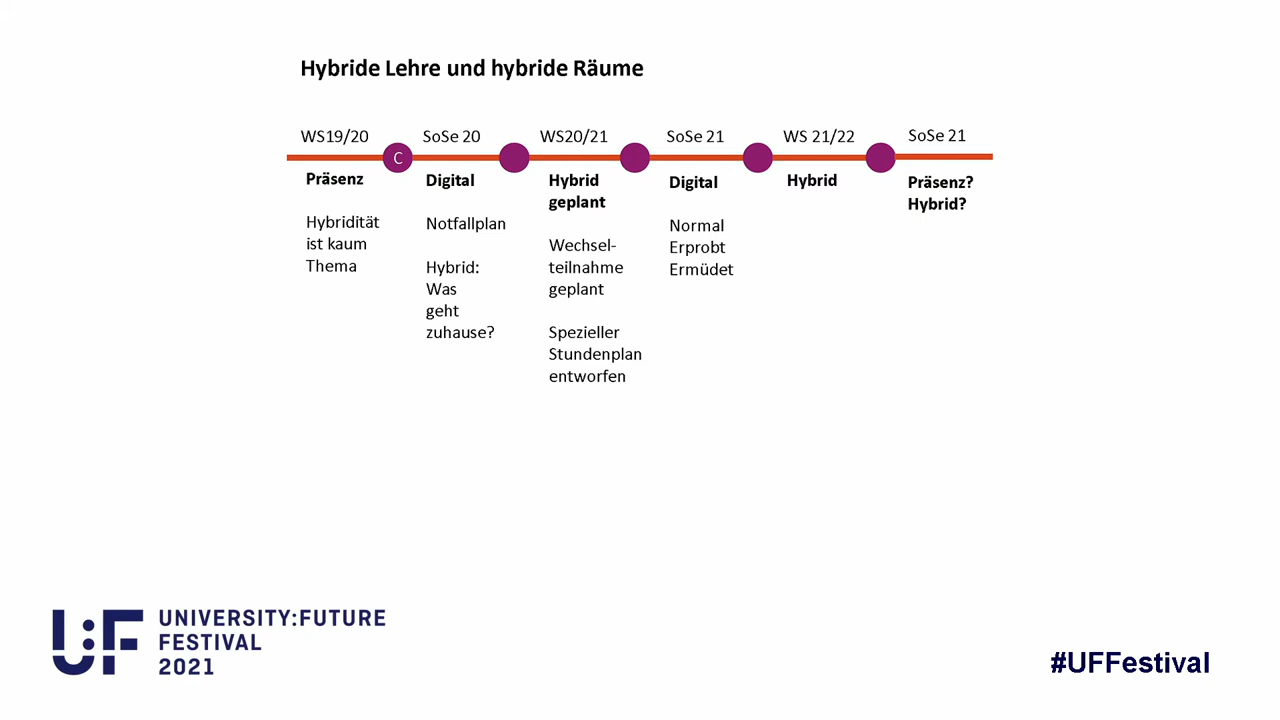 Hybride Lehre und hybride Räume
WS19/20
C
SoSe 20
WS20/21
SoSe 21
WS 21/22
SoSe 21
Präsenz
Hybridität
ist kaum
Thema
Digital
Notfallplan
Hybrid:
Was
geht
zuhause?
Hybrid
geplant
Wechsel-
teilnahme
geplant
Spezieller
Stundenplan
entworfen
Digital
Normal
Erprobt
Ermüdet
Hybrid
Präsenz?
Hybrid?
U:F
UNIVERSITY:FUTURE
FESTIVAL
2021
#UFFestival